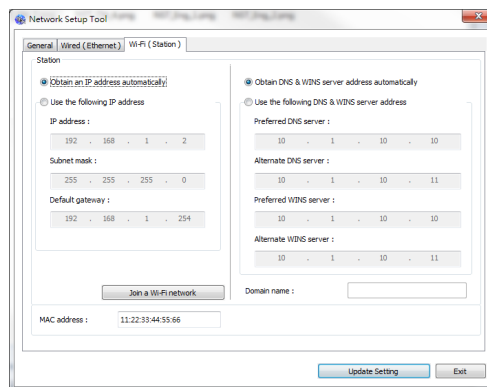 Network Setup Tool
General Wired ( Ethernet ) Wi-Fi ( Station )
Station
Obtain an IP address automatically
Use the following IP address
IP address :
192 . 168 . 1 . 2
Subnet mask :
255 . 255 . 255 . 0
Default gateway :
192 . 168 . 1 . 254
Join a Wi-Fi network
Obtain DNS & WINS server address automatically
Use the following DNS & WINS server address
Preferred DNS server :
10 . 1 . 10 . 10
Alternate DNS server :
10 . 1 . 10 . 11
Preferred WINS server :
10 . 1 . 10 . 10
Alternate WINS server :
10 . 1 . 10 . 11
Domain name :
MAC address : 11:22:33:44:55:66
Update Setting Exit